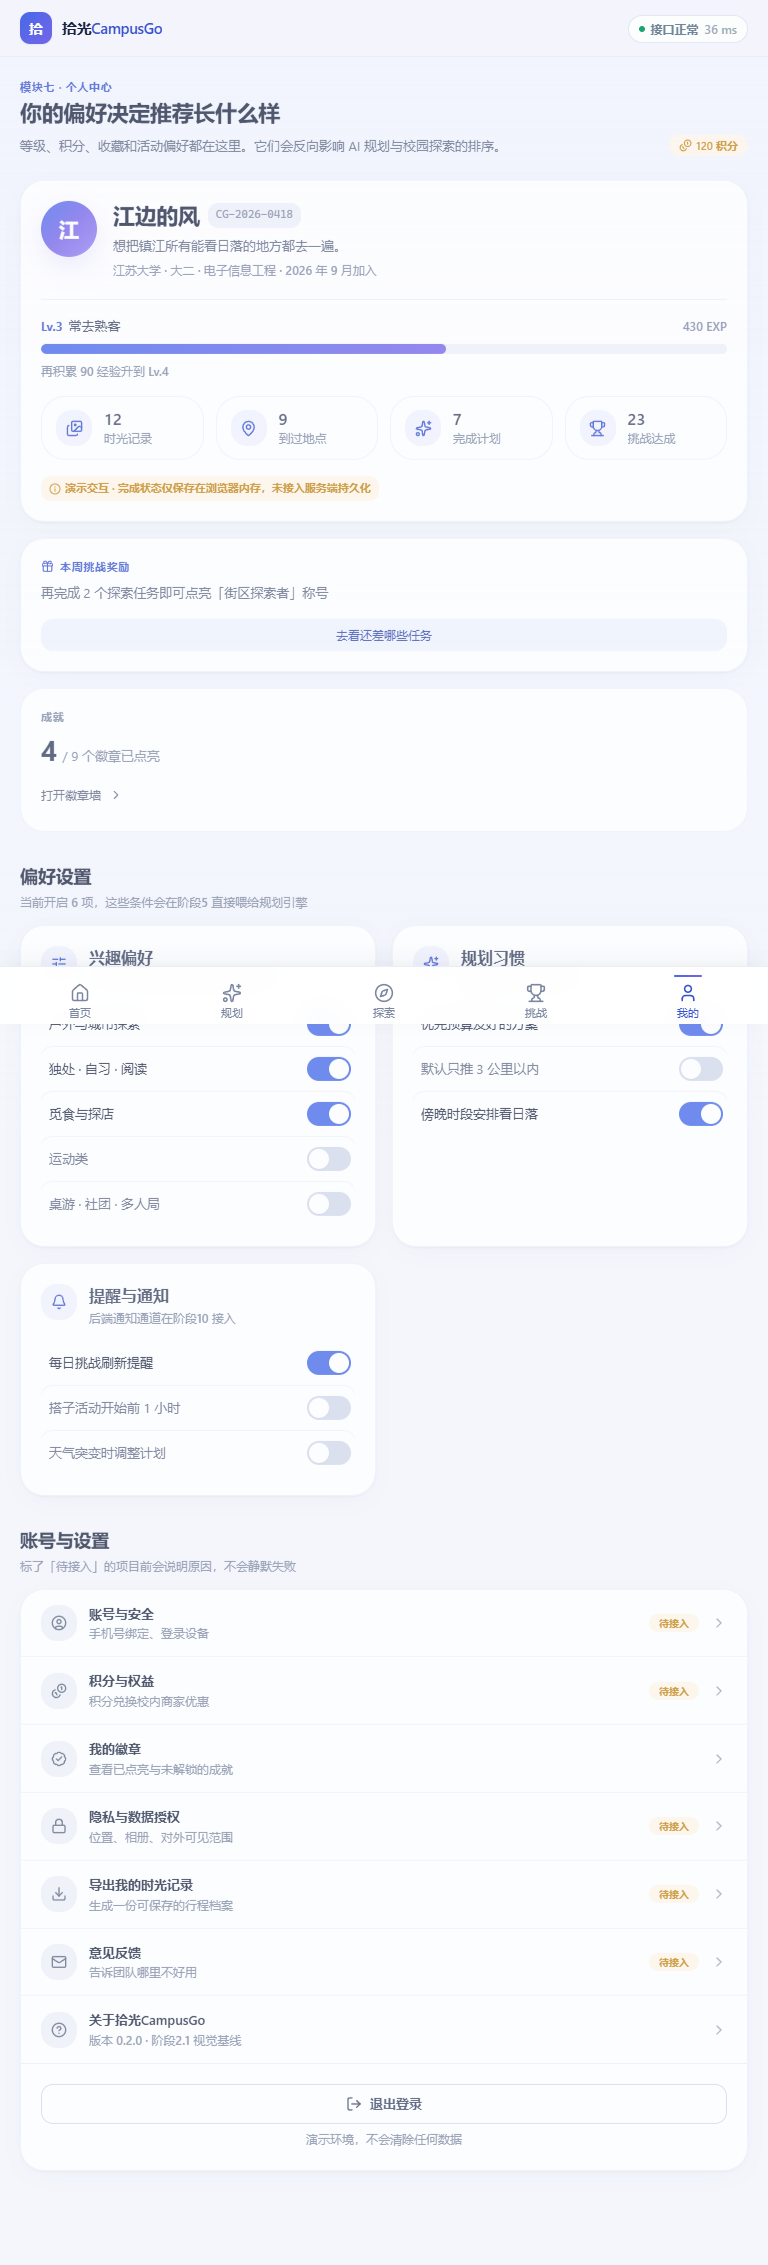 拾 拾光CampusGo
接口正常 36 ms
模块七 · 个人中心
你的偏好决定推荐长什么样
等级、积分、收藏和活动偏好都在这里。它们会反向影响 AI 规划与校园探索的排序。
120 积分
江
江边的风 CG-2026-0418
想把镇江所有能看日落的地方都去一遍。
江苏大学 · 大二 · 电子信息工程 · 2026 年 9 月加入
Lv.3 常去熟客
430 EXP
再积累 90 经验升到 Lv.4
12
时光记录
9
到过地点
7
完成计划
23
挑战达成
演示交互 · 完成状态仅保存在浏览器内存，未接入服务端持久化
本周挑战奖励
再完成 2 个探索任务即可点亮「街区探索者」称号
去看还差哪些任务
成就
4 / 9 个徽章已点亮
打开徽章墙
偏好设置
当前开启 6 项，这些条件会在阶段5 直接喂给规划引擎
兴趣偏好
户外与城市探索
独处 · 自习 · 阅读
觅食与探店
运动类
桌游 · 社团 · 多人局
规划习惯
优先预算友好的方案
默认只推 3 公里以内
傍晚时段安排看日落
首页
规划
探索
挑战
我的
提醒与通知
后端通知通道在阶段10 接入
每日挑战刷新提醒
搭子活动开始前 1 小时
天气突变时调整计划
账号与设置
标了「待接入」的项目前会说明原因，不会静默失败
账号与安全
手机号绑定、登录设备
待接入
积分与权益
积分兑换校内商家优惠
待接入
我的徽章
查看已点亮与未解锁的成就
隐私与数据授权
位置、相册、对外可见范围
待接入
导出我的时光记录
生成一份可保存的行程档案
待接入
意见反馈
告诉团队哪里不好用
待接入
关于拾光CampusGo
版本 0.2.0 · 阶段2.1 视觉基线
退出登录
演示环境，不会清除任何数据